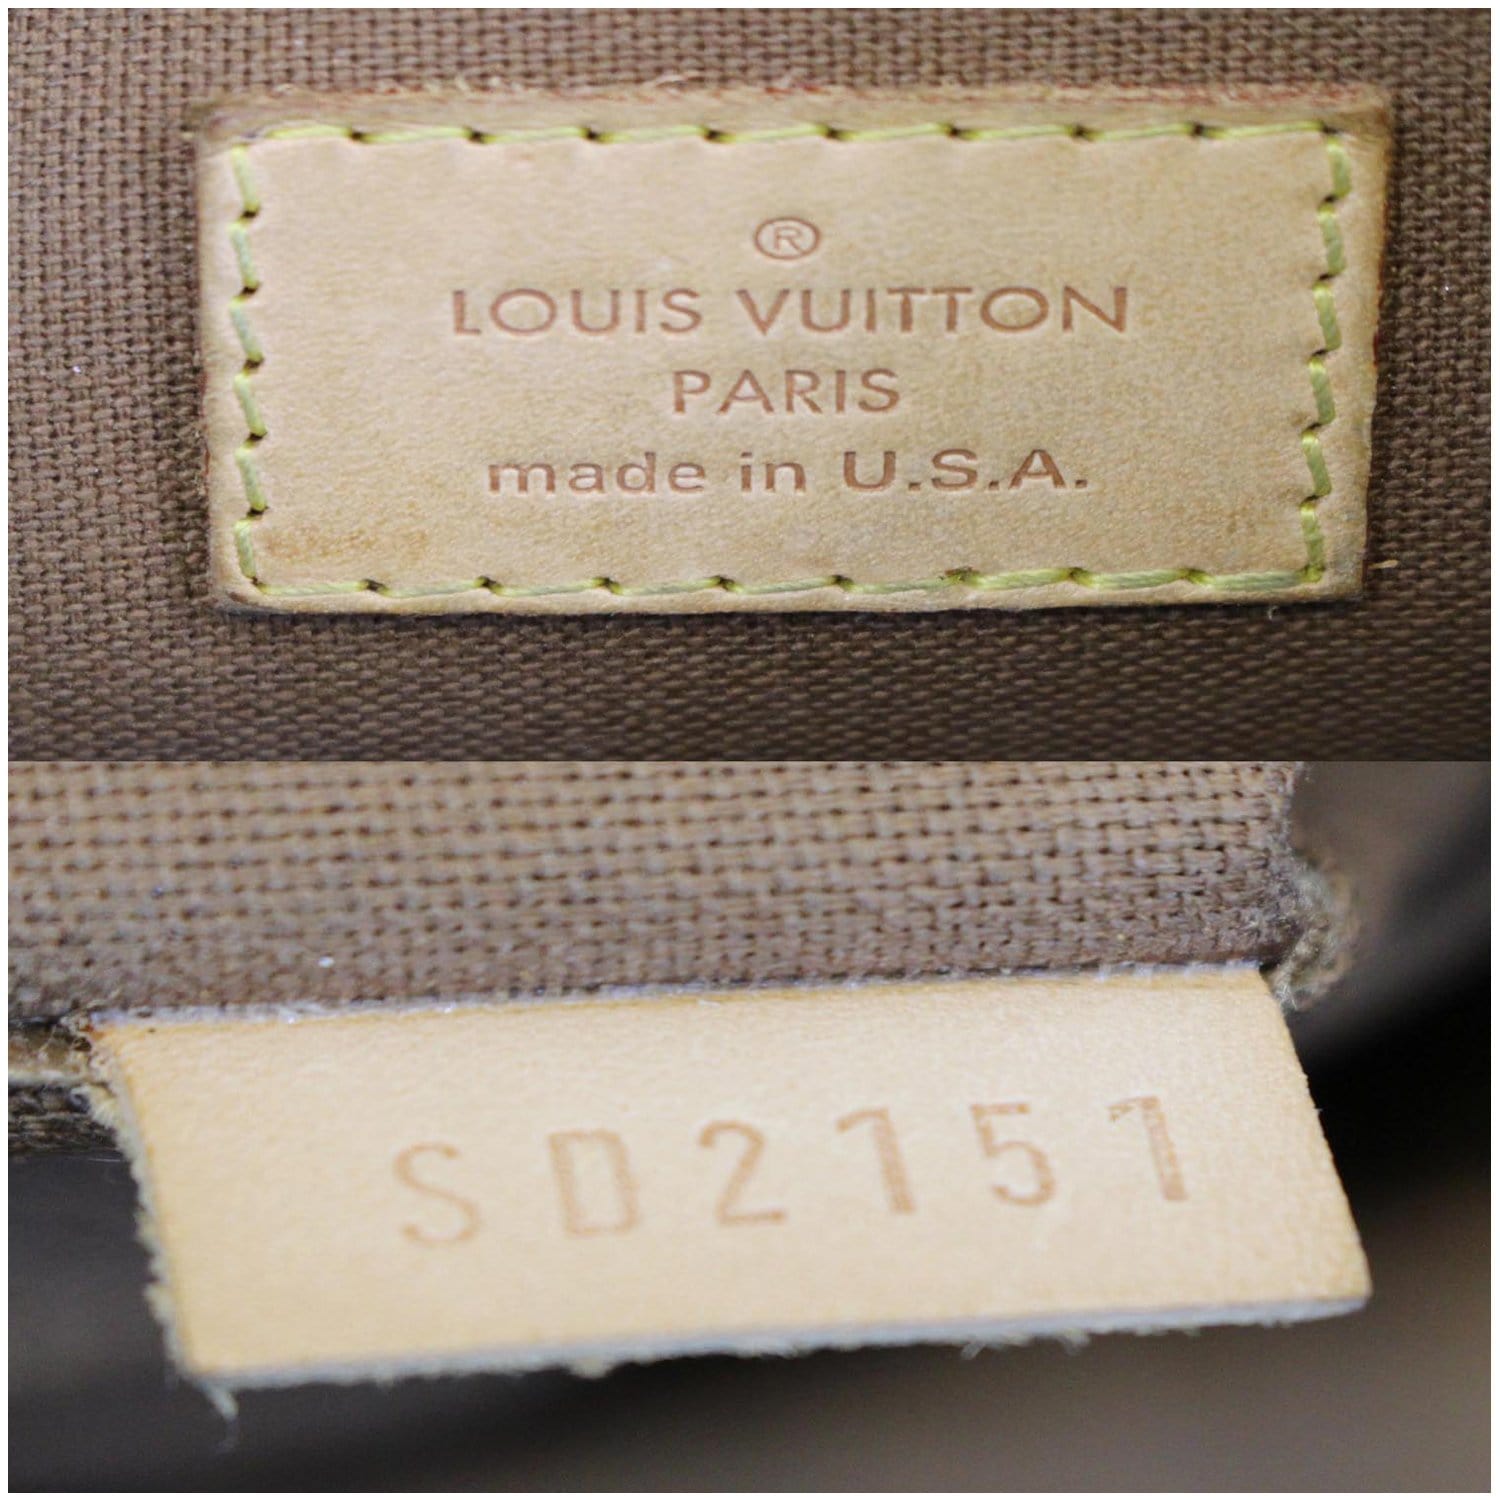 ®
LOUIS VUITTON
PARIS
made in U.S.A.
SD2151